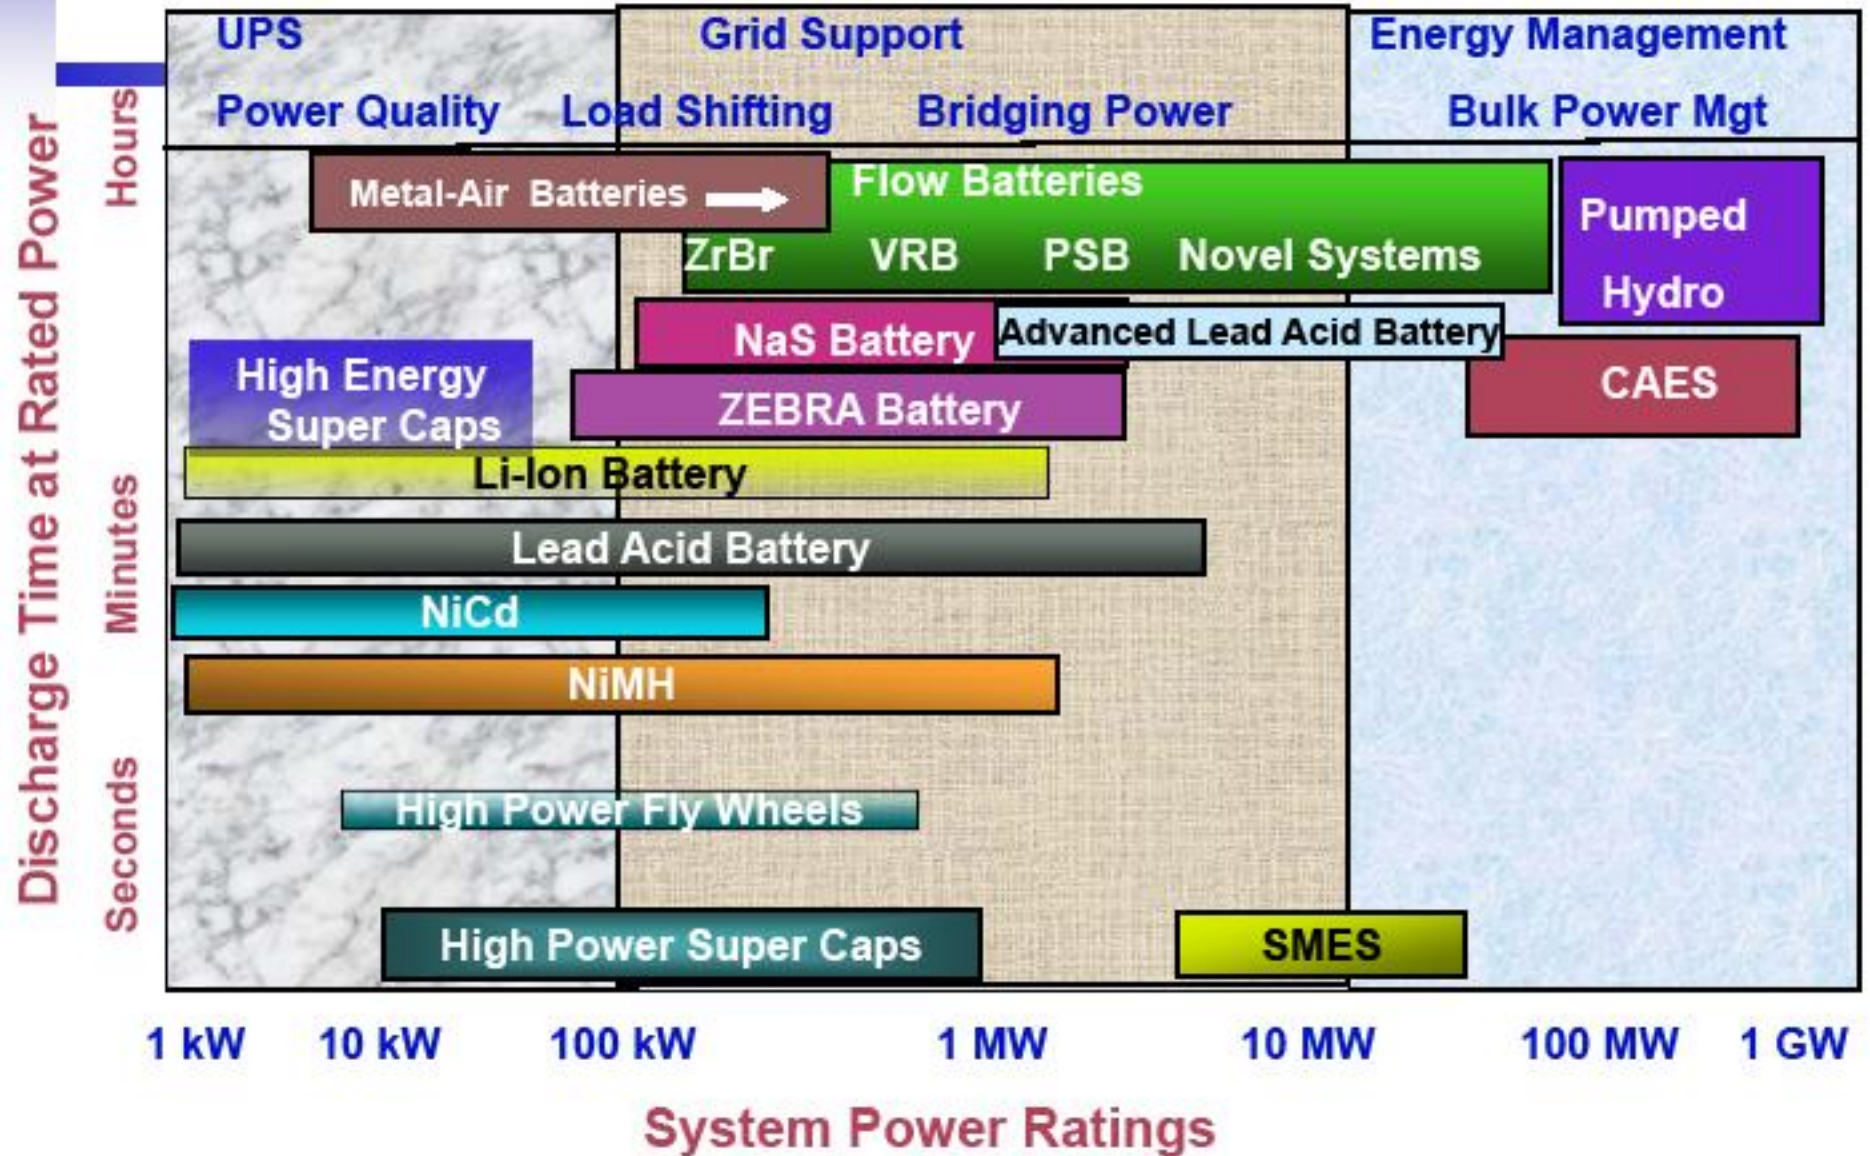 UPS
Grid Support
Energy Management
Power Quality
Load Shifting
Bridging Power
Bulk Power Mgt
Discharge Time at Rated Power
Hours
Minutes
Seconds
Metal-Air Batteries
Flow Batteries
ZrBr VRB PSB Novel Systems
Pumped
Hydro
NaS Battery
Advanced Lead Acid Battery
High Energy
Super Caps
ZEBRA Battery
CAES
Li-Ion Battery
Lead Acid Battery
NiCd
NiMH
High Power Fly Wheels
High Power Super Caps
SMES
1 kW 10 kW 100 kW 1 MW 10 MW 100 MW 1 GW
System Power Ratings